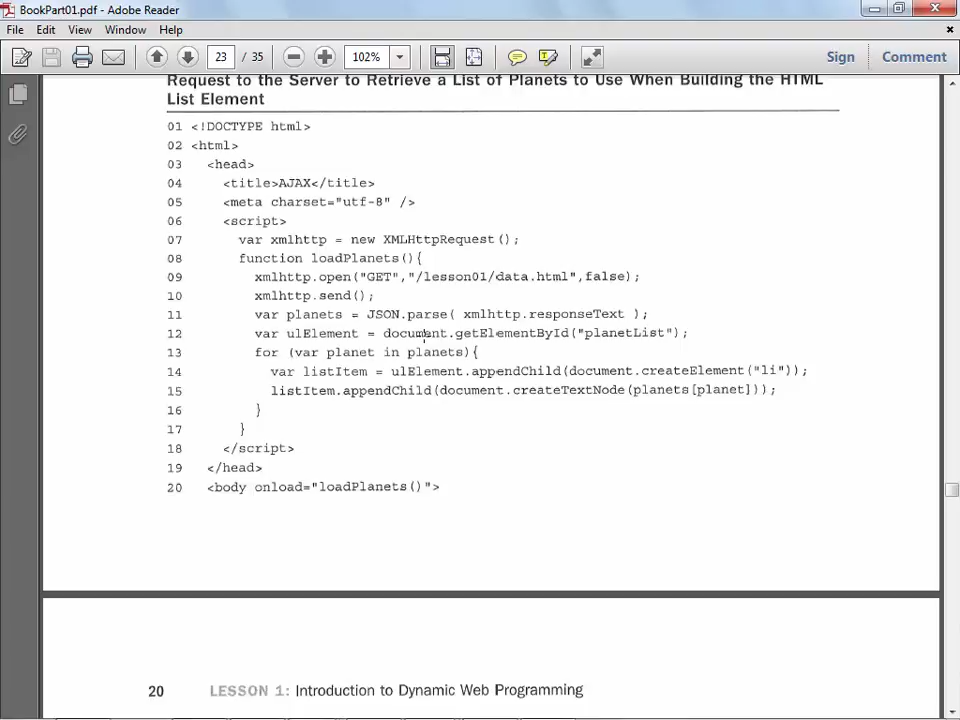 BookPart01.pdf - Adobe Reader
File Edit View Window Help
23 / 35 102% Sign Comment
Request to the Server to Retrieve a List of Planets to Use When Building the HTML
List Element
01 <!DOCTYPE html>
02 <html>
03 <head>
04 <title>AJAX</title>
05 <meta charset="utf-8" />
06 <script>
07 var xmlhttp = new XMLHttpRequest();
08 function loadPlanets(){
09 xmlhttp.open("GET","/lesson01/data.html",false);
10 xmlhttp.send();
11 var planets = JSON.parse( xmlhttp.responseText );
12 var ulElement = document.getElementById("planetList");
13 for (var planet in planets){
14 var listItem = ulElement.appendChild(document.createElement("li"));
15 listItem.appendChild(document.createTextNode(planets[planet]));
16 }
17 }
18 </script>
19 </head>
20 <body onload="loadPlanets()">
20 LESSON 1: Introduction to Dynamic Web Programming